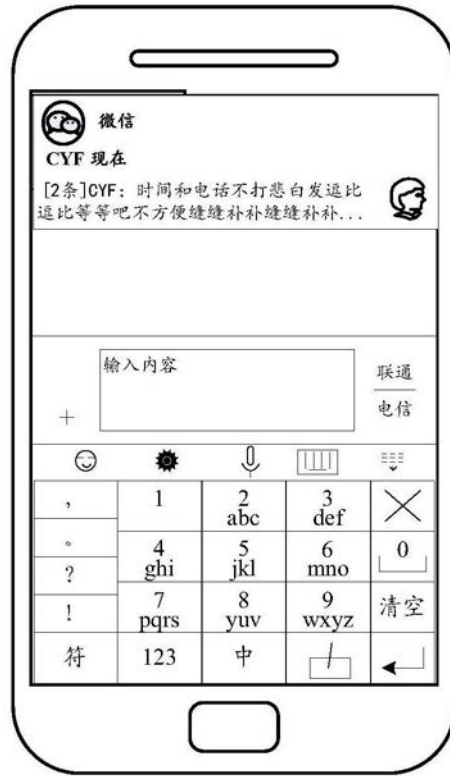 微信
CYF 现在
[2条]CYF：时间和电话不打悲白发逗比
逗比等等吧不方便缝缝补补缝缝补补...
输入内容
联通
+
电信
,
1
2
abc
3
def
。
4
ghi
5
jkl
6
mno
0
?
!
7
pqrs
8
yuv
9
wxyz
清空
符
123
中